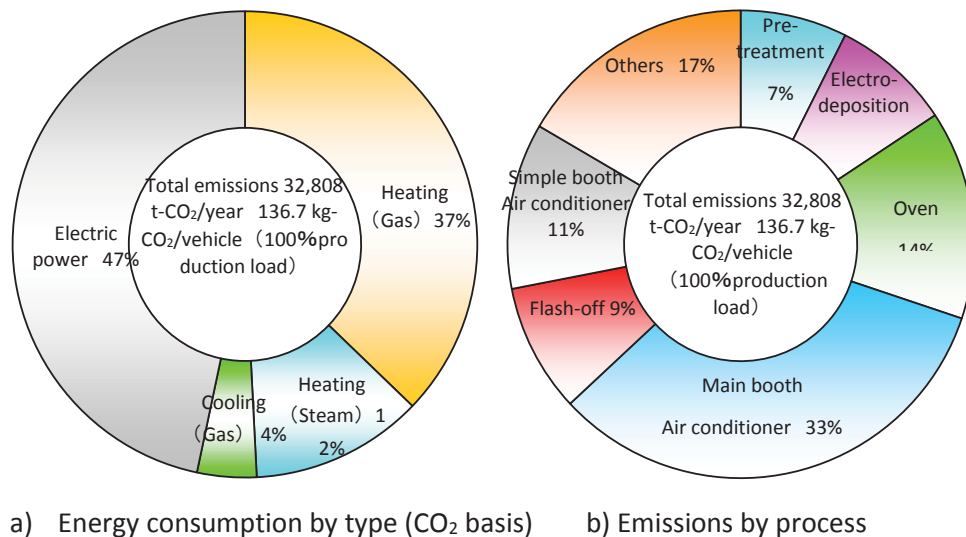 Total emissions 32,808
t-CO₂/year 136.7 kg-
CO₂/vehicle（100%pro
duction load）
Heating
（Gas）37%
Heating
（Steam）1
2%
Cooling
（Gas） 4%
Electric
power 47%
a) Energy consumption by type (CO₂ basis)
Total emissions 32,808
t-CO₂/year 136.7 kg-
CO₂/vehicle
（100%production
load）
Pre-
treatment
7%
Electro-
deposition
Oven
14%
Main booth
Air conditioner 33%
Flash-off 9%
Simple booth
Air conditioner
11%
Others 17%
b) Emissions by process